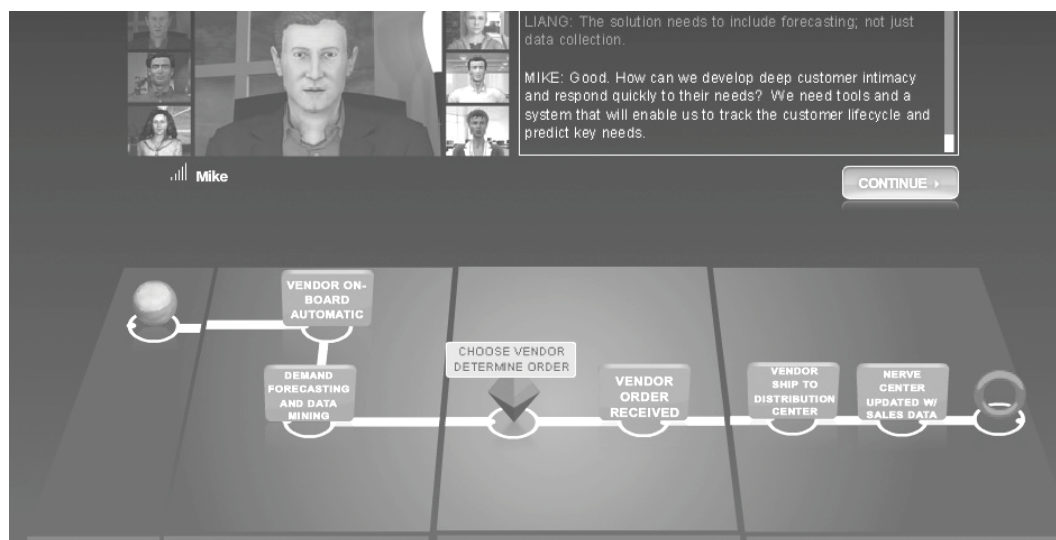 LIANG: The solution needs to include forecasting; not just
data collection.
MIKE: Good. How can we develop deep customer intimacy
and respond quickly to their needs? We need tools and a
system that will enable us to track the customer lifecycle and
predict key needs.
Mike
CONTINUE
VENDOR ON-
BOARD
AUTOMATIC
CHOOSE VENDOR
DETERMINE ORDER
DEMAND
FORECASTING
AND DATA
MINING
VENDOR
ORDER
RECEIVED
VENDOR
SHIP TO
DISTRIBUTION
CENTER
NERVE
CENTER
UPDATED W/
SALES DATA